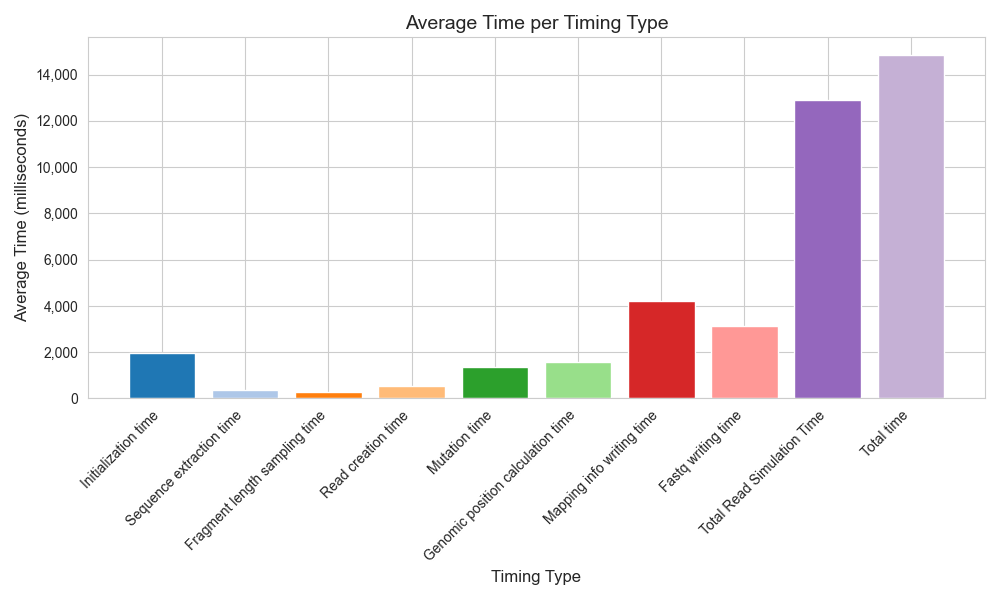 Average Time per Timing Type
Average Time (milliseconds)
14,000
12,000
10,000
8,000
6,000
4,000
2,000
0
Initialization time
Sequence extraction time
Fragment length sampling time
Read creation time
Mutation time
Genomic position calculation time
Mapping info writing time
Fastq writing time
Total Read Simulation Time
Total time
Timing Type